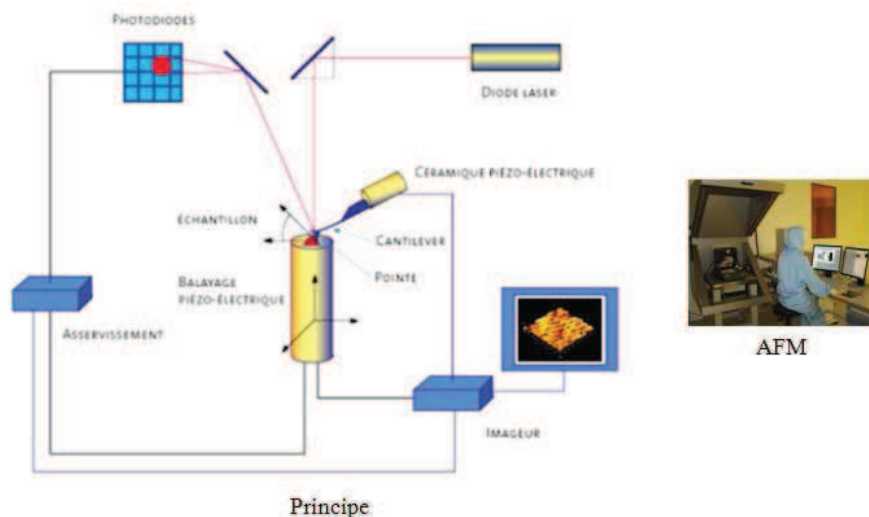 PHOTODIODES
DIODE LASER
CÉRAMIQUE PIÉZO-ÉLECTRIQUE
ÉCHANTILLON
CANTILEVER
POINTE
BALAYAGE
PIÉZO-ÉLECTRIQUE
ASSERVISSEMENT
IMAGEUR
AFM
Principe